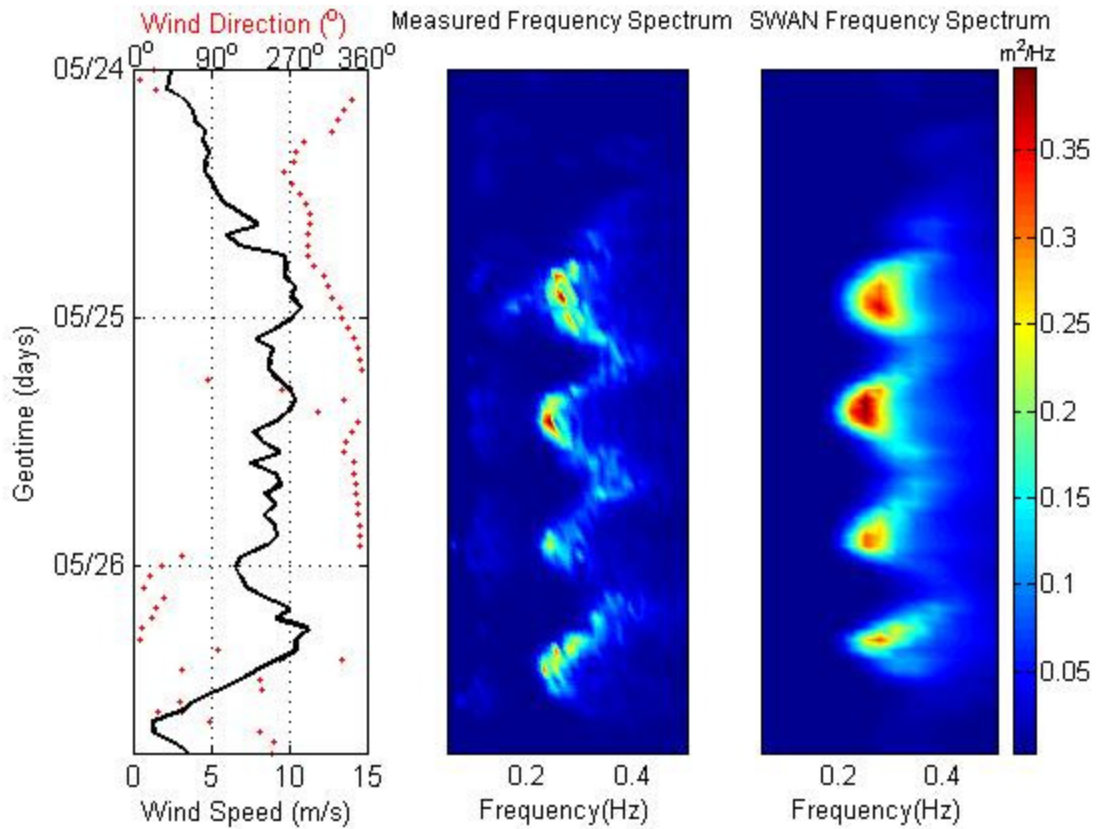 Wind Direction (°)
0° 90° 270° 360°
Measured Frequency Spectrum
SWAN Frequency Spectrum
m²/Hz
05/24
05/25
05/26
Geotime (days)
0 5 10 15
Wind Speed (m/s)
0.2 0.4
Frequency(Hz)
0.2 0.4
Frequency(Hz)
0.35
0.3
0.25
0.2
0.15
0.1
0.05